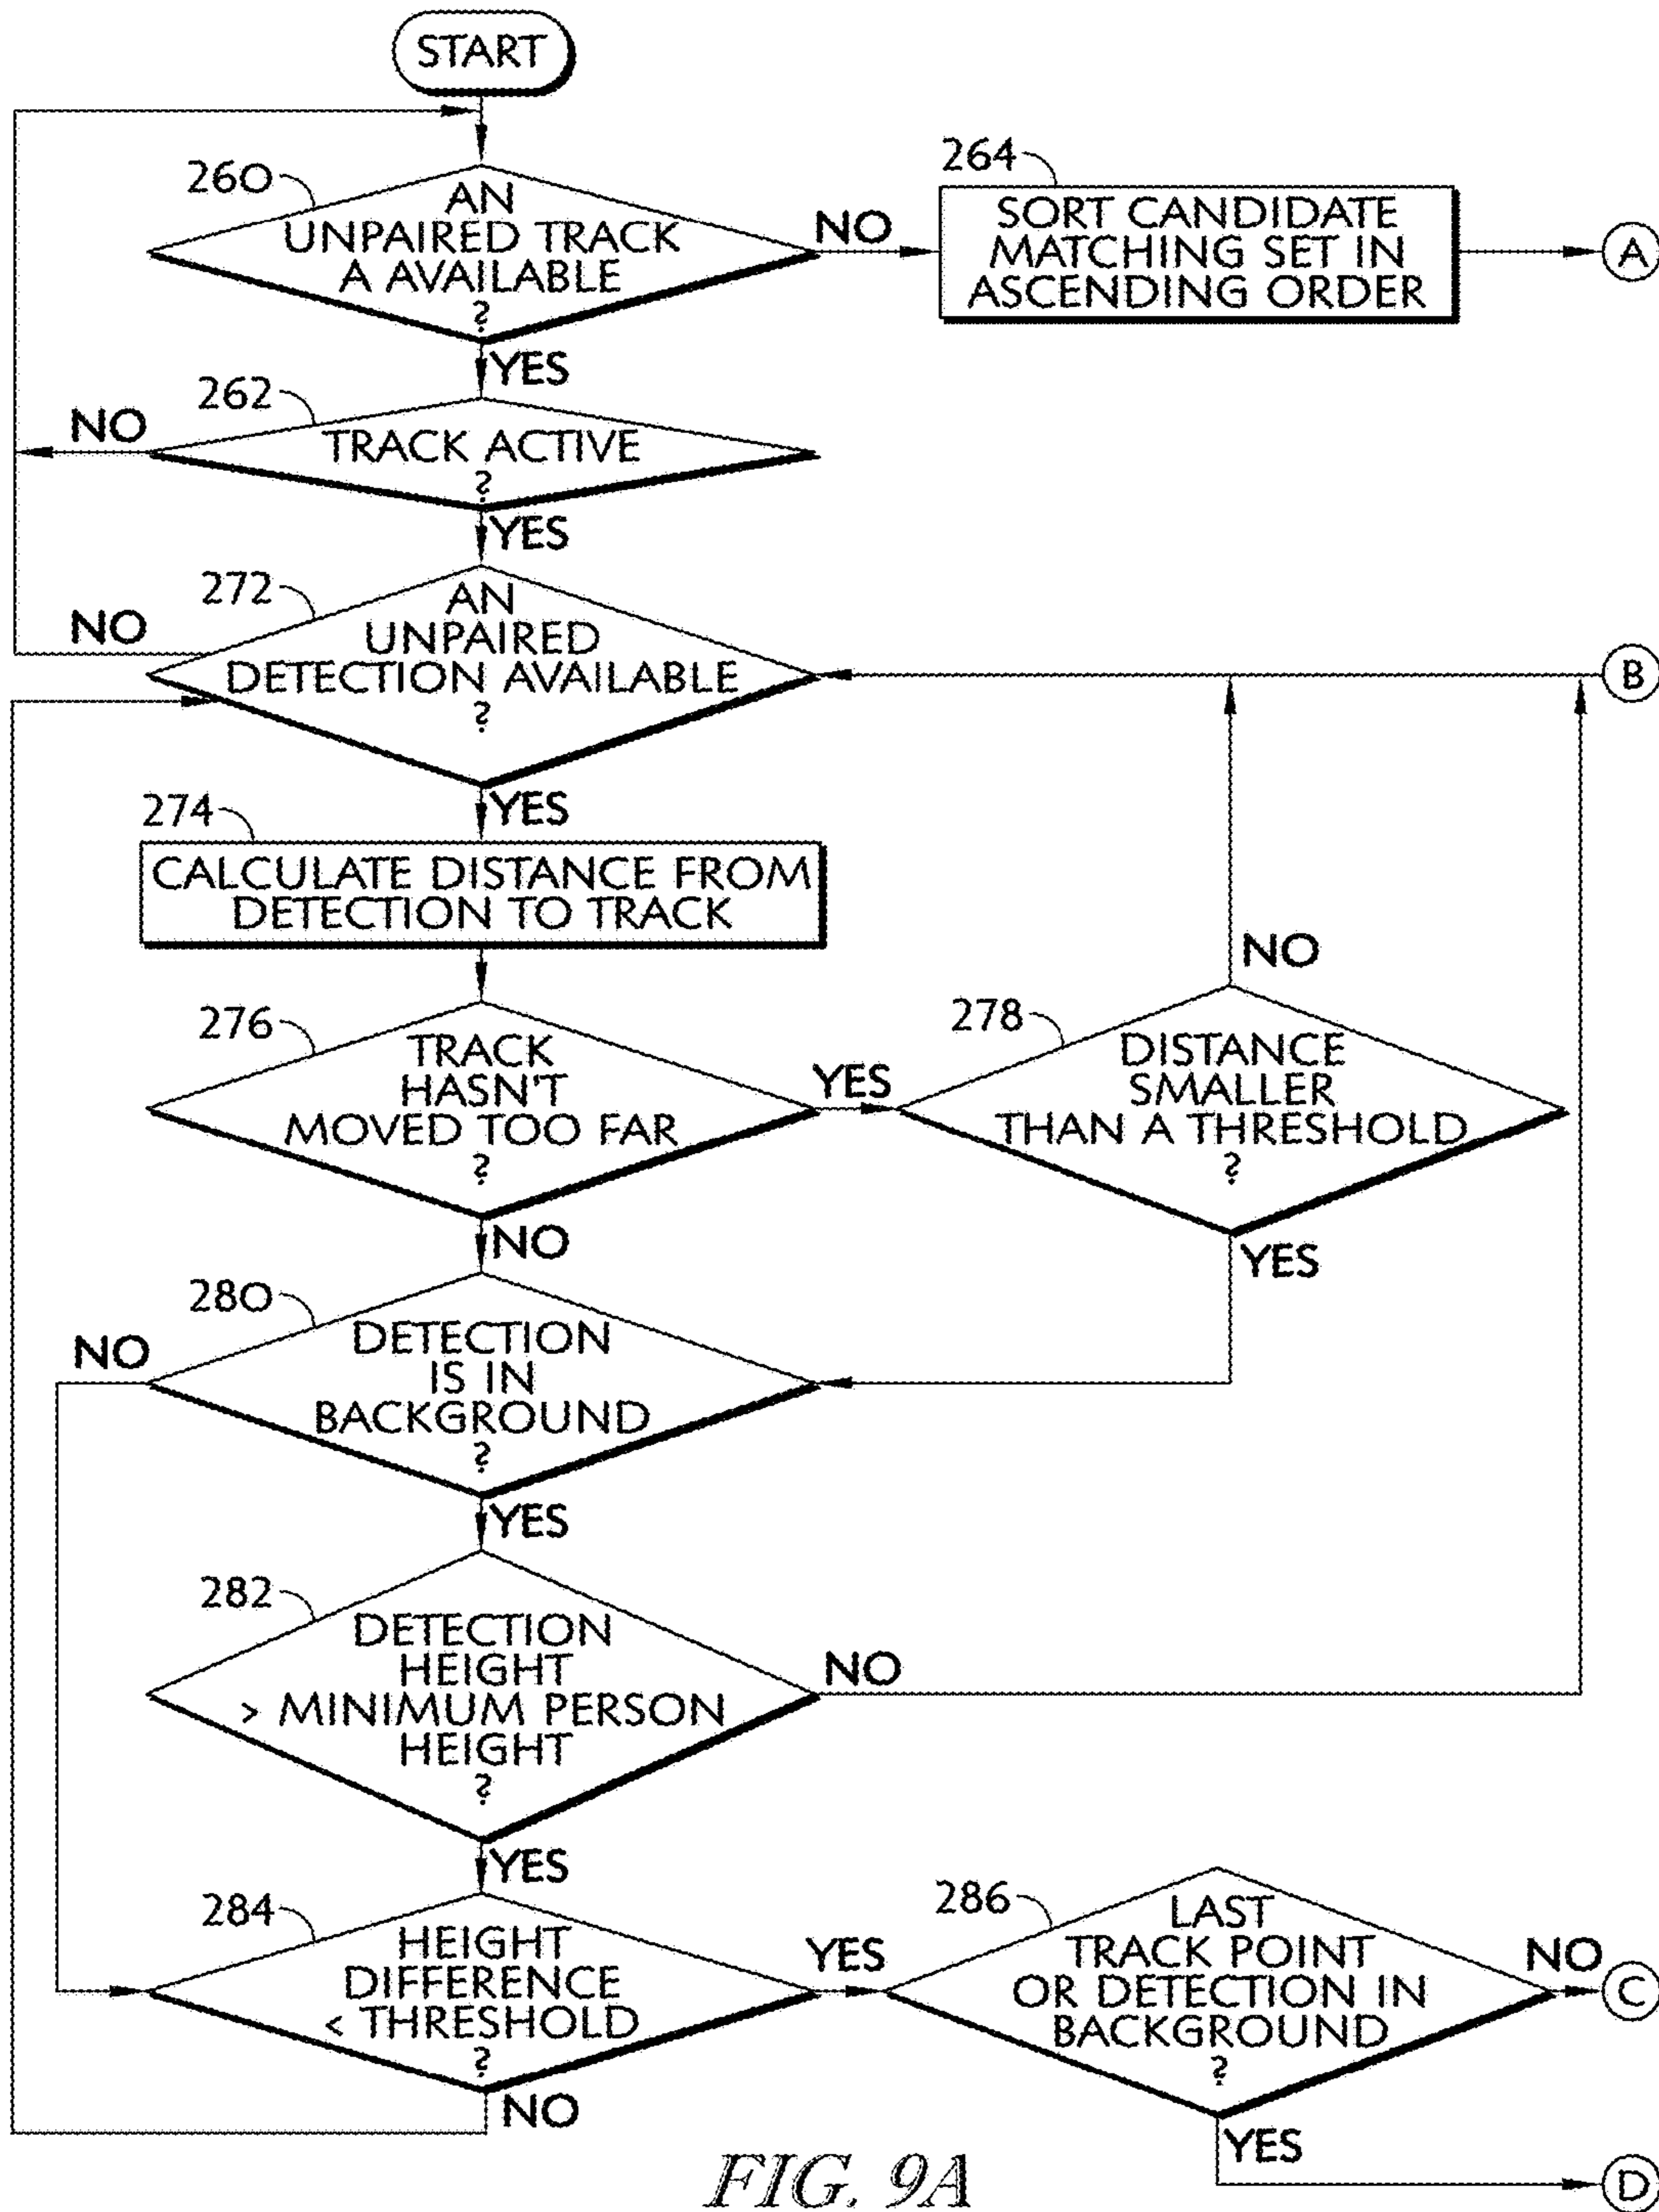 START
260
AN
UNPAIRED TRACK
A AVAILABLE
?
NO
264
SORT CANDIDATE
MATCHING SET IN
ASCENDING ORDER
A
YES
262
NO
TRACK ACTIVE
?
YES
272
NO
AN
UNPAIRED
DETECTION AVAILABLE
?
B
YES
274
CALCULATE DISTANCE FROM
DETECTION TO TRACK
276
TRACK
HASN'T
MOVED TOO FAR
?
YES
NO
278
DISTANCE
SMALLER
THAN A THRESHOLD
?
YES
NO
280
NO
DETECTION
IS IN
BACKGROUND
?
YES
282
DETECTION
HEIGHT
> MINIMUM PERSON
HEIGHT
?
NO
YES
284
HEIGHT
DIFFERENCE
< THRESHOLD
?
YES
NO
286
LAST
TRACK POINT
OR DETECTION IN
BACKGROUND
?
NO
C
YES
D
FIG. 9A